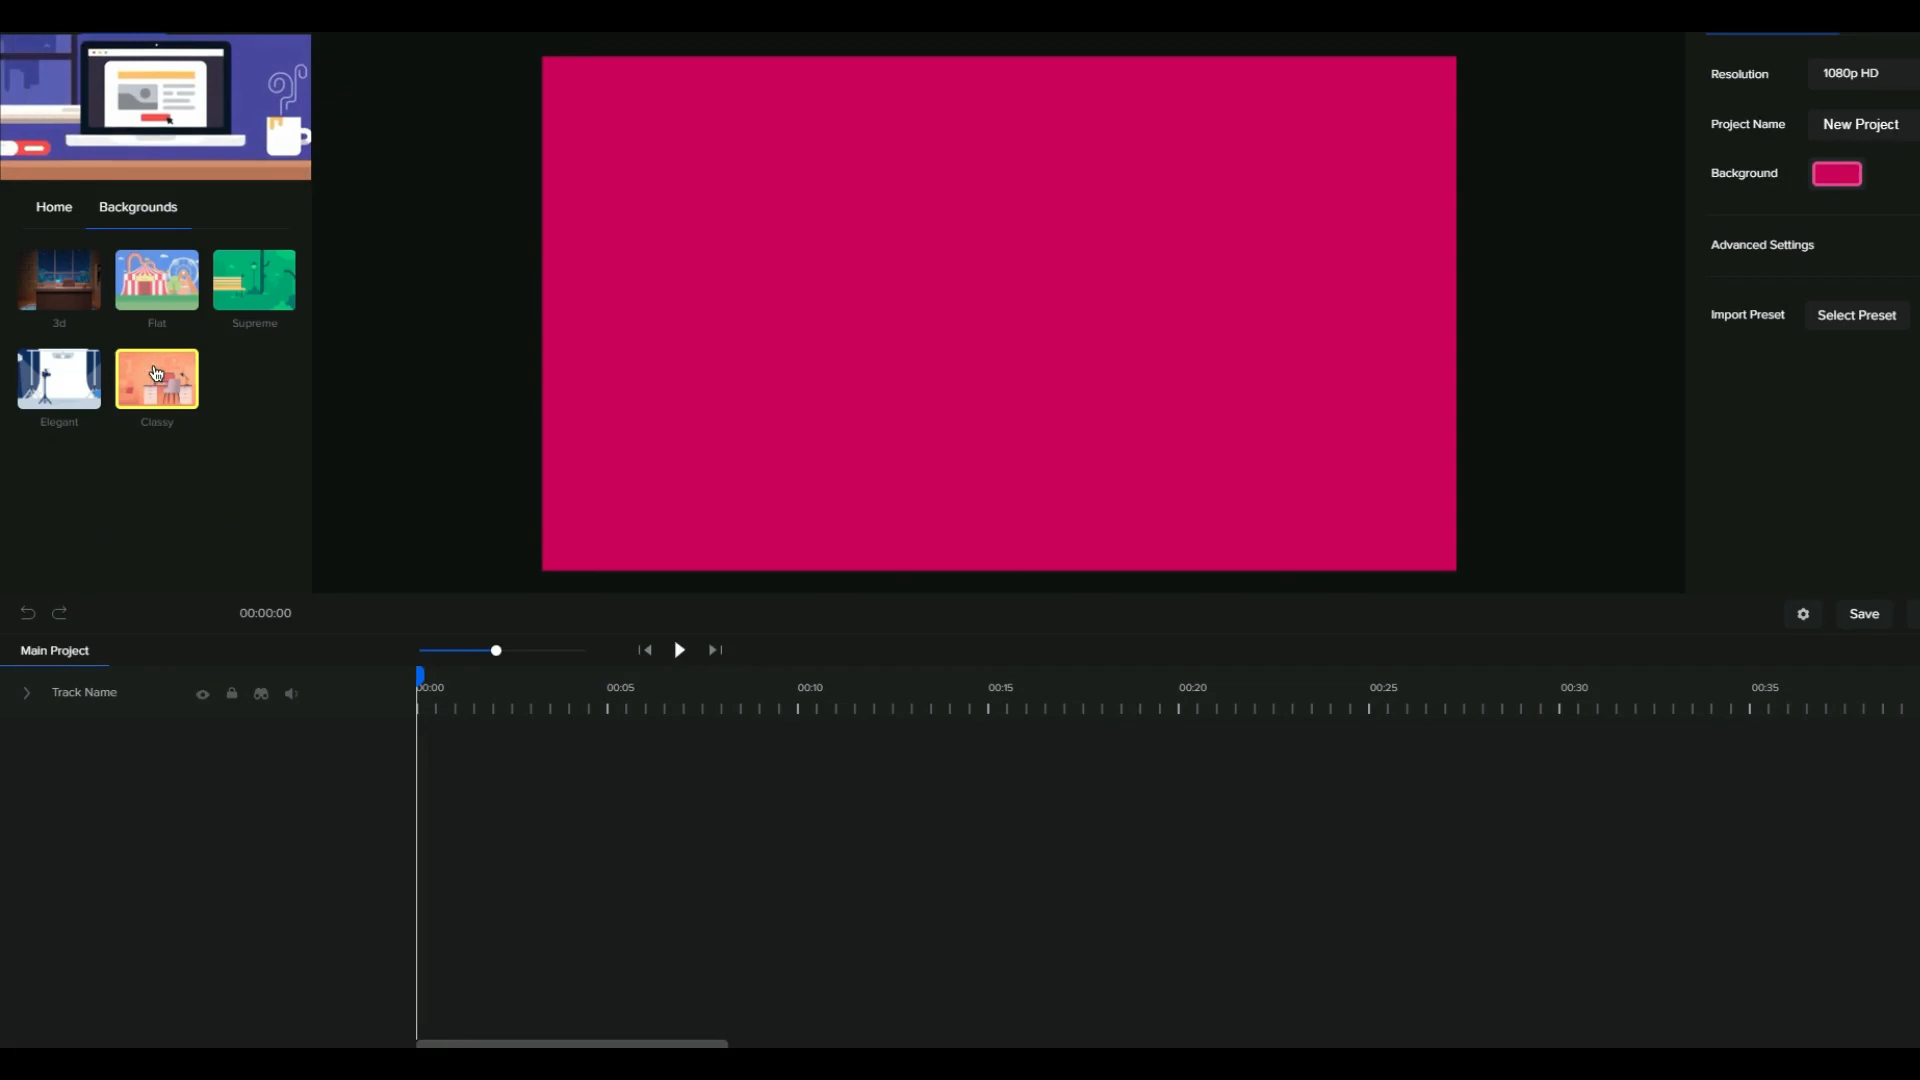 Resolution 1080p HD
Project Name New Project
Background
Home Backgrounds
Advanced Settings
3d Flat Supreme
Import Preset Select Preset
Elegant Classy
00:00:00
Save
Main Project
Track Name
00:00 00:05 00:10 00:15 00:20 00:25 00:30 00:35